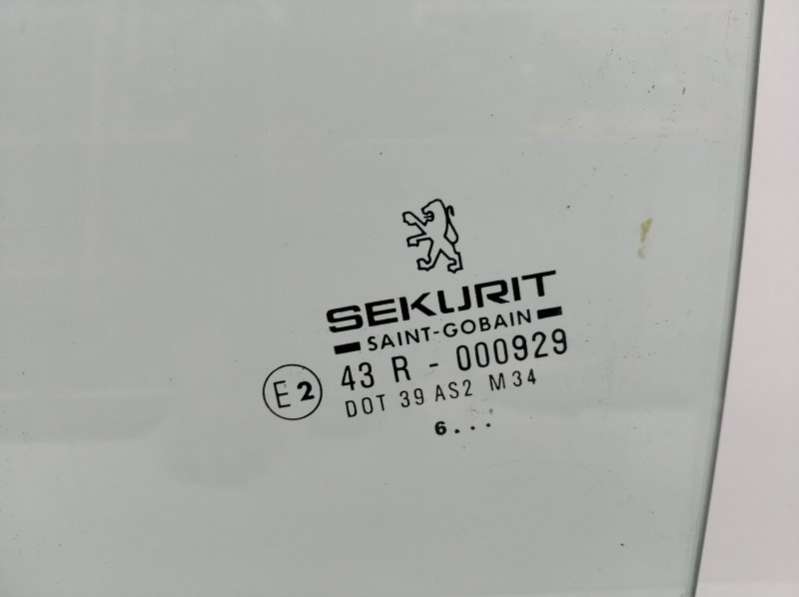 SEKURIT
SAINT-GOBAIN
E2 43 R - 000929
DOT 39 AS2 M34
6...